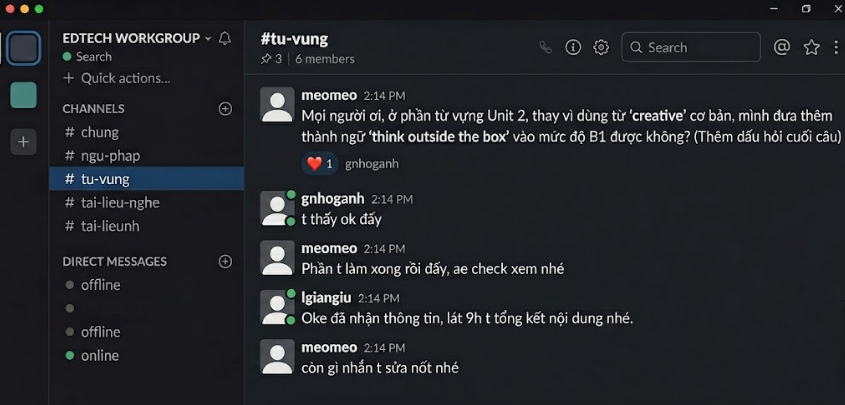 EDTECH WORKGROUP
Search
+ Quick actions...
CHANNELS
# chung
# ngu-phap
# tu-vung
# tai-lieu-nghe
# tai-lieunh
DIRECT MESSAGES
offline
offline
online
#tu-vung
3 | 6 members
Search
meomeo 2:14 PM
Mọi người ơi, ở phần từ vựng Unit 2, thay vì dùng từ 'creative' cơ bản, mình đưa thêm
thành ngữ 'think outside the box' vào mức độ B1 được không? (Thêm dấu hỏi cuối câu)
❤️ 1 gnhoganh
gnhoganh 2:14 PM
t thấy ok đấy
meomeo 2:14 PM
Phần t làm xong rồi đấy, ae check xem nhé
lgiangiu 2:14 PM
Oke đã nhận thông tin, lát 9h t tổng kết nội dung nhé.
meomeo 2:14 PM
còn gì nhắn t sửa nốt nhé